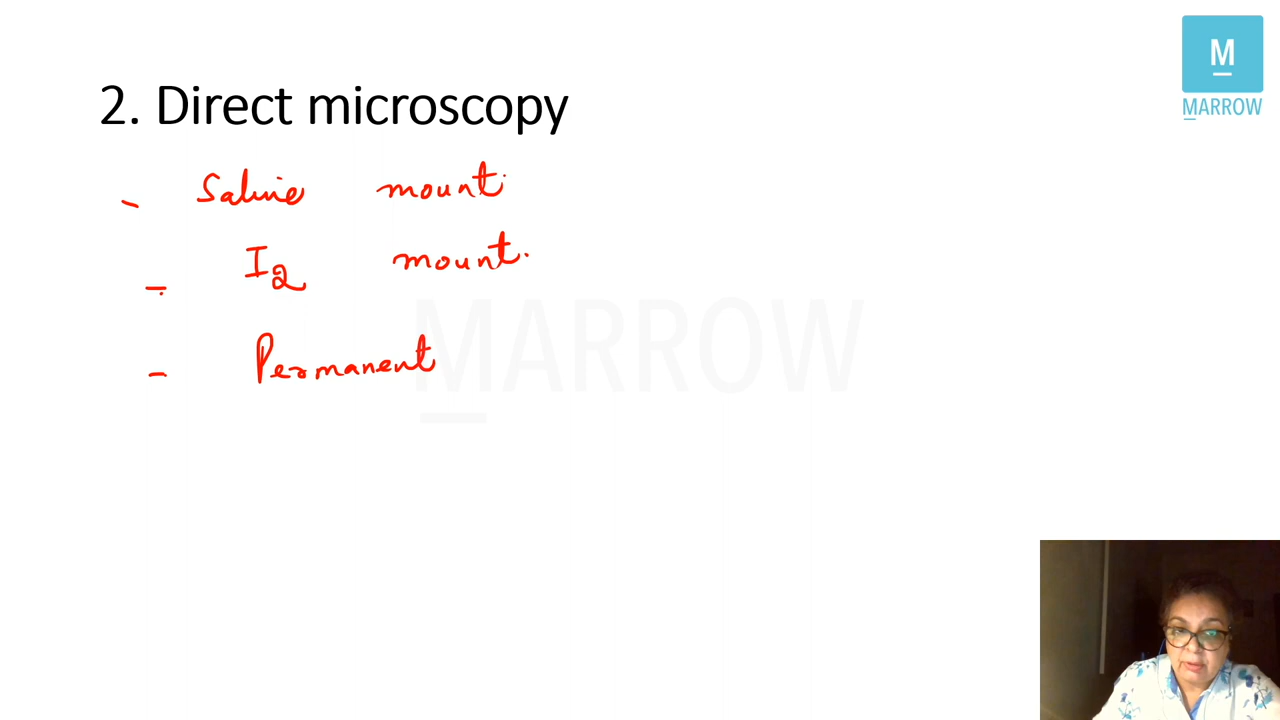 M
MARROW
2. Direct microscopy
- Saline mount.
- I2 mount.
- Permanent
MARROW